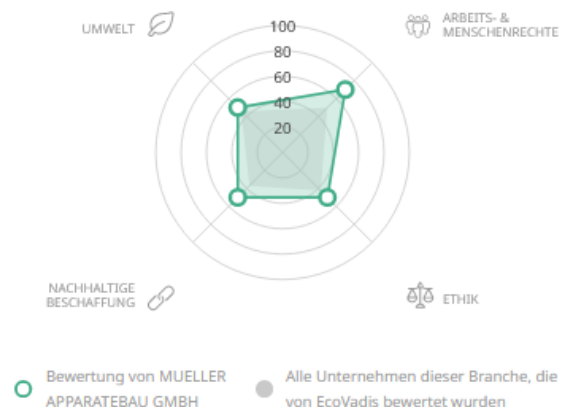 UMWELT
ARBEITS- &
MENSCHENRECHTE
100
80
60
40
20
NACHHALTIGE
BESCHAFFUNG
ETHIK
Bewertung von MUELLER
APPARATEBAU GMBH
Alle Unternehmen dieser Branche, die
von EcoVadis bewertet wurden